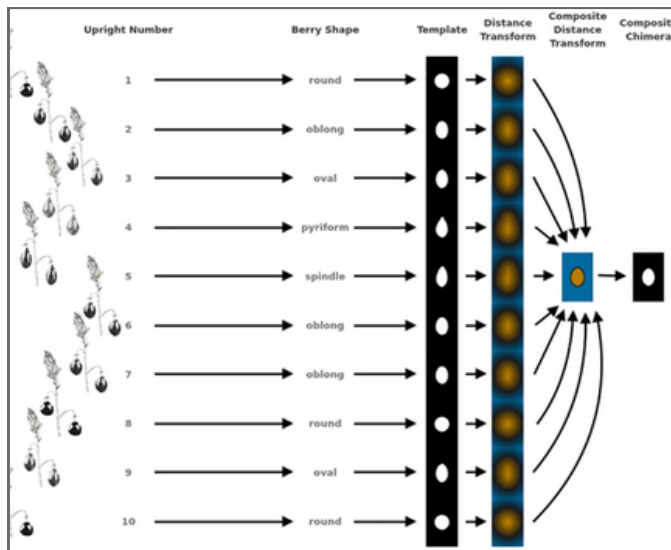 Upright Number
Berry Shape
Template
Distance
Transform
Composite
Distance
Transform
Composite
Chimera
1 round
2 oblong
3 oval
4 pyriform
5 spindle
6 oblong
7 oblong
8 round
9 oval
10 round